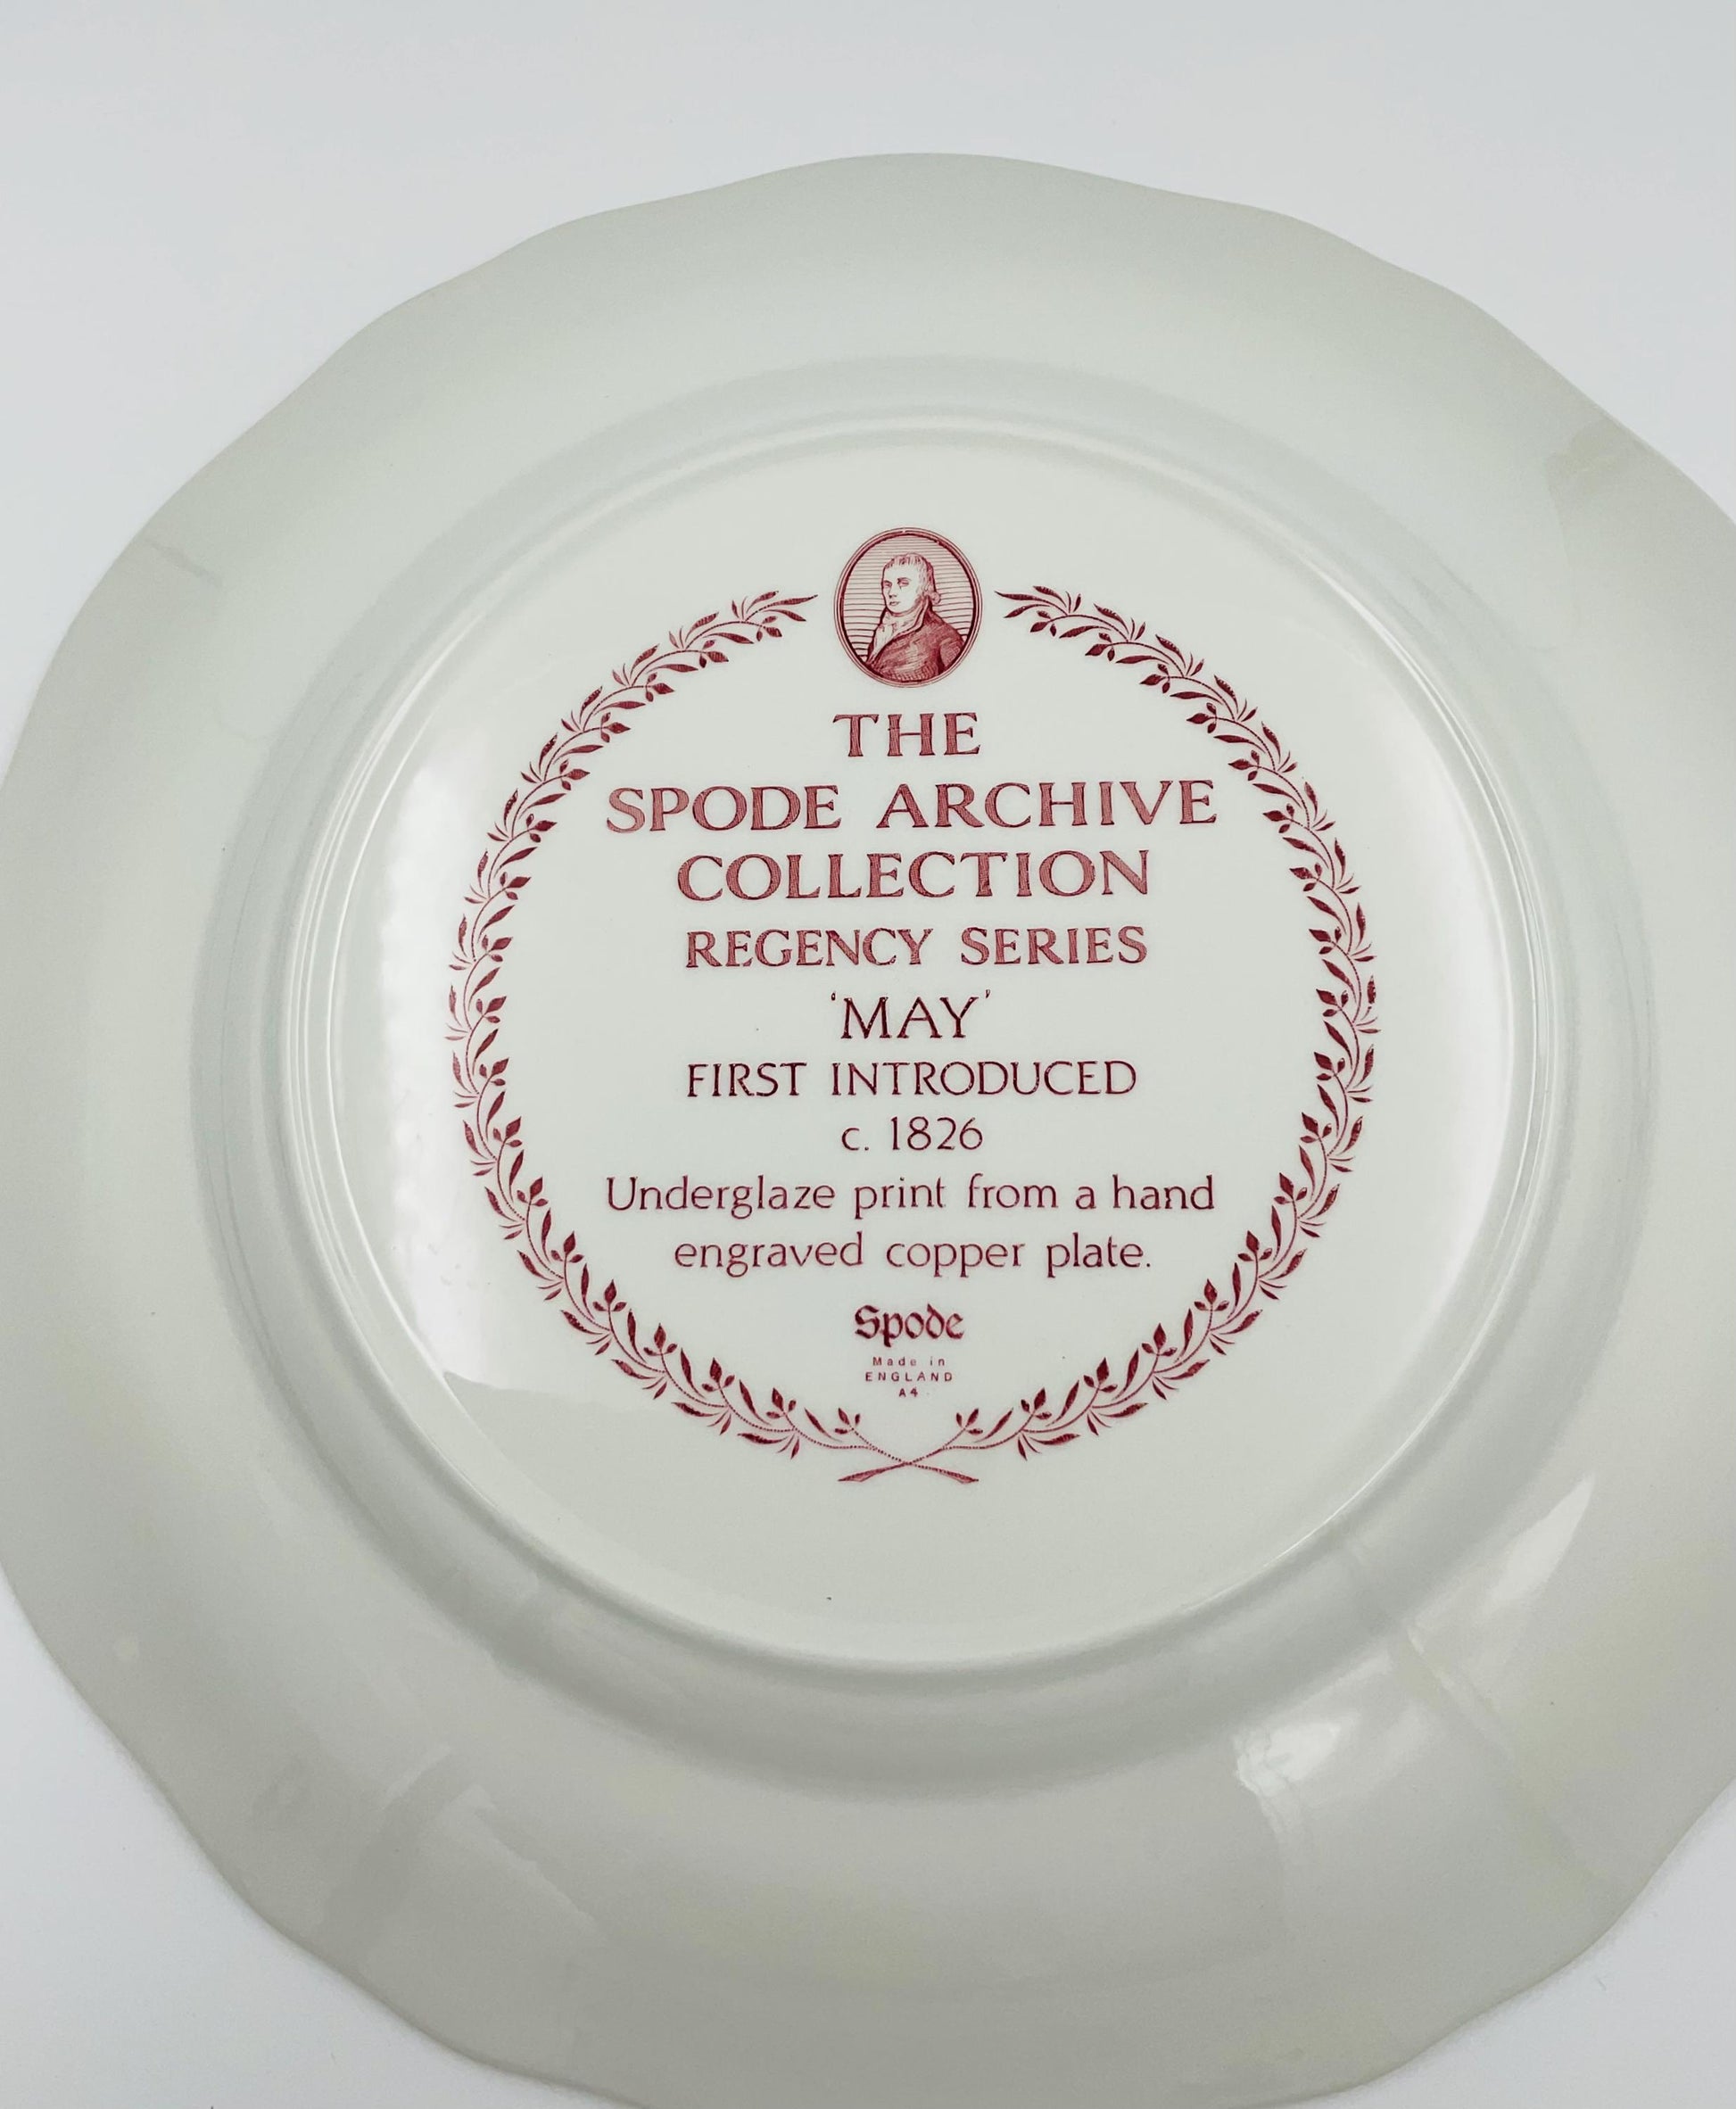 THE
SPODE ARCHIVE
COLLECTION
REGENCY SERIES
'MAY'
FIRST INTRODUCED
c. 1826
Underglaze print from a hand
engraved copper plate.
Spode
Made in
ENGLAND
A4